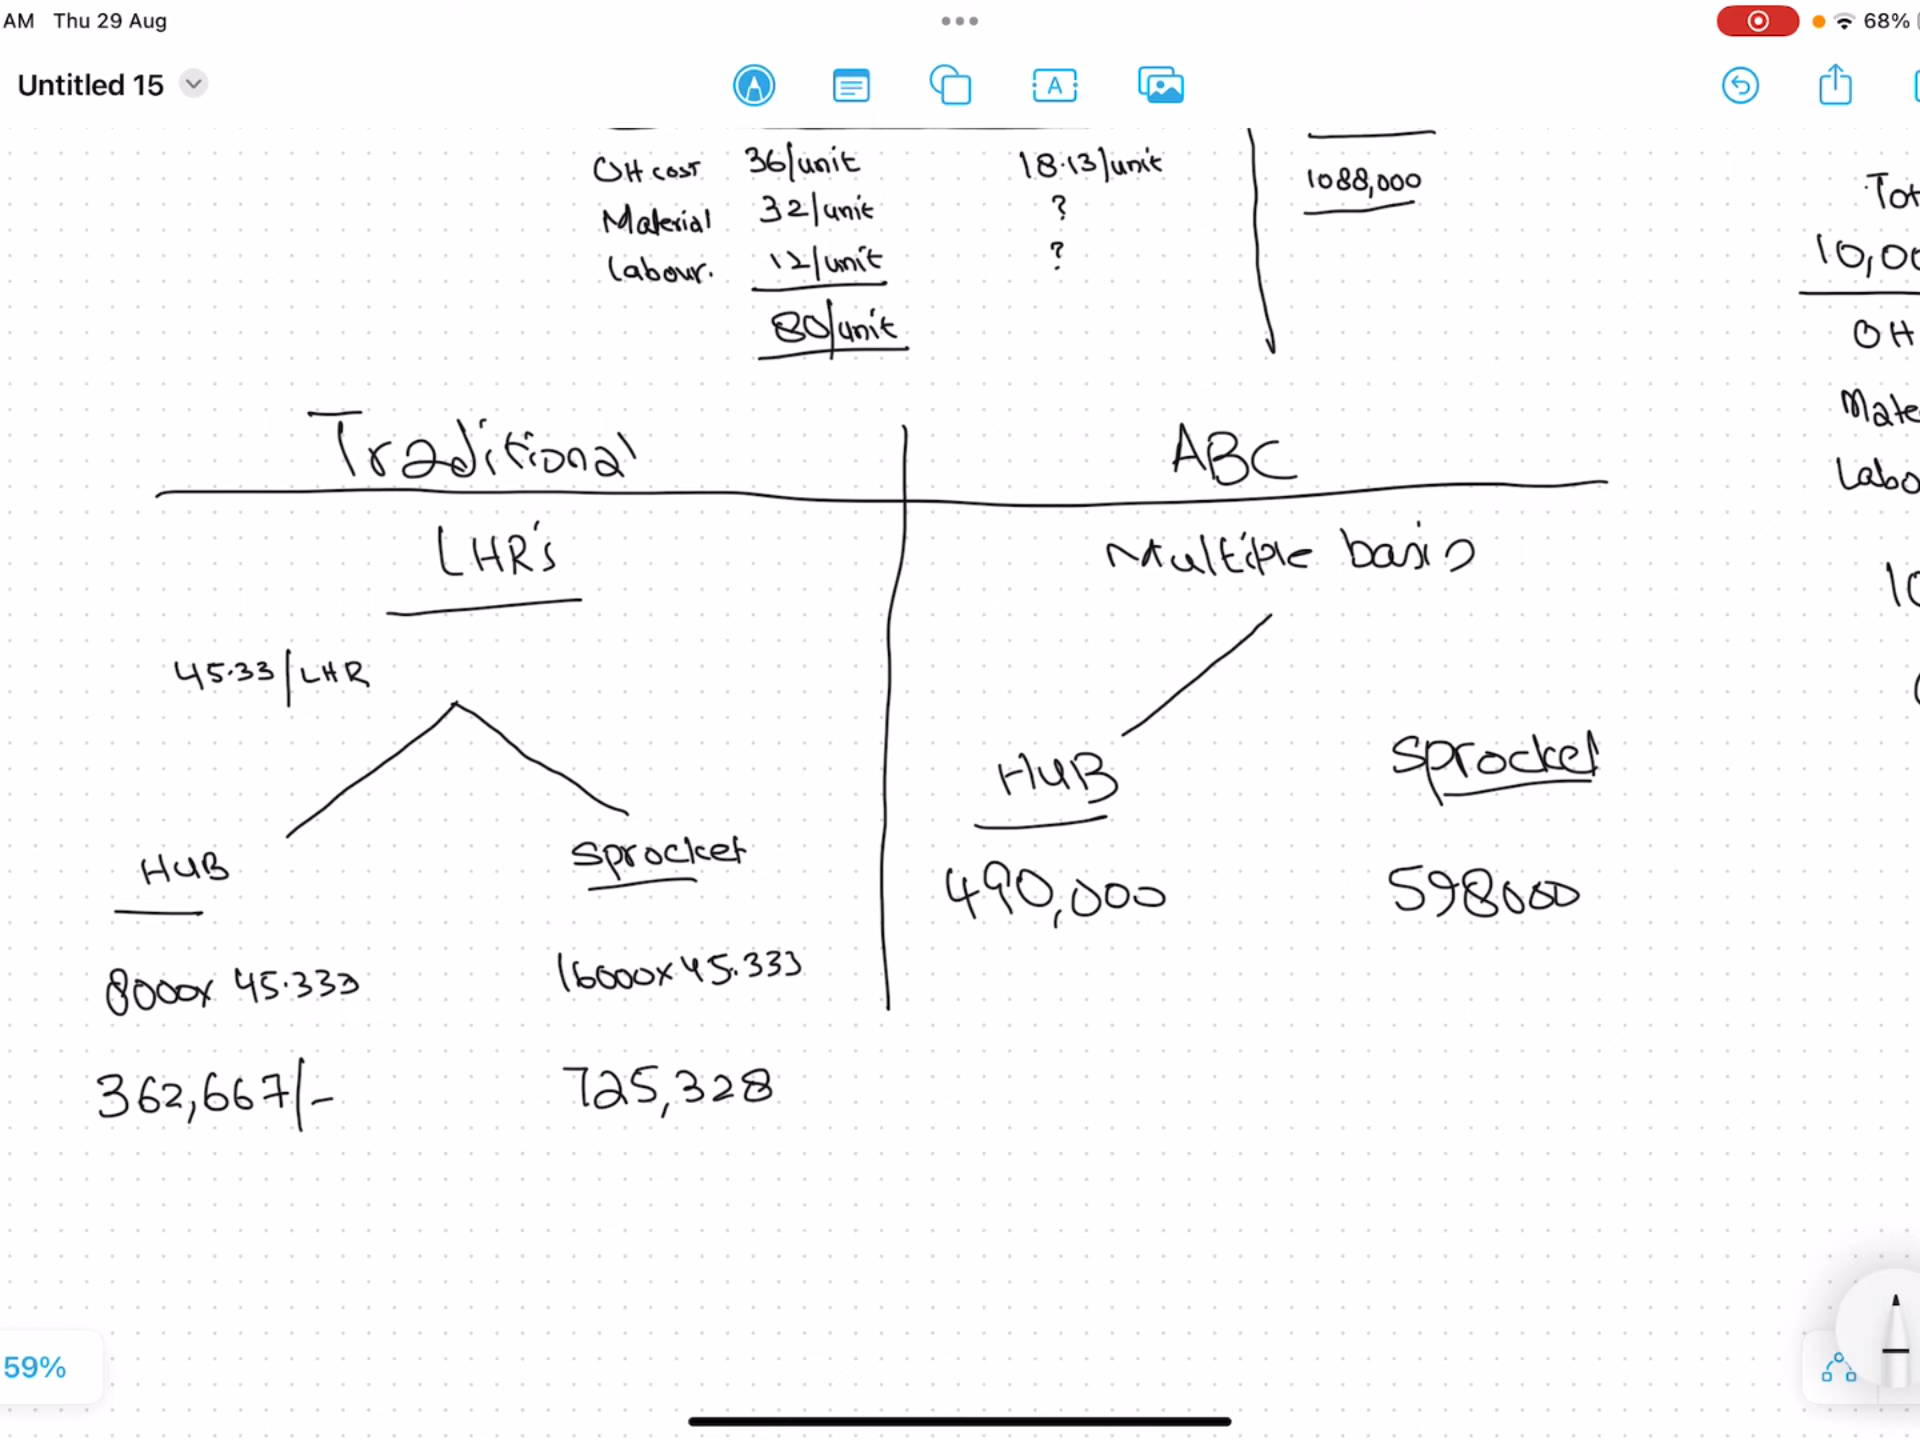 AM Thu 29 Aug
68%
Untitled 15
OH cost 36/unit 18.13/unit
Material 32/unit ?
Labour. 12/unit ?
80/unit
1088,000
Tot
10,00
OH
Mate
Labo
10
Traditional ABC
LHR's Multiple basis
45.33/LHR
HUB Sprocket
8000x 45.333 16000x45.333
362,667/- 725,328
HUB Sprocket
490,000 598000
59%